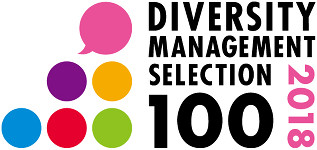 DIVERSITY
MANAGEMENT
SELECTION
100
2018